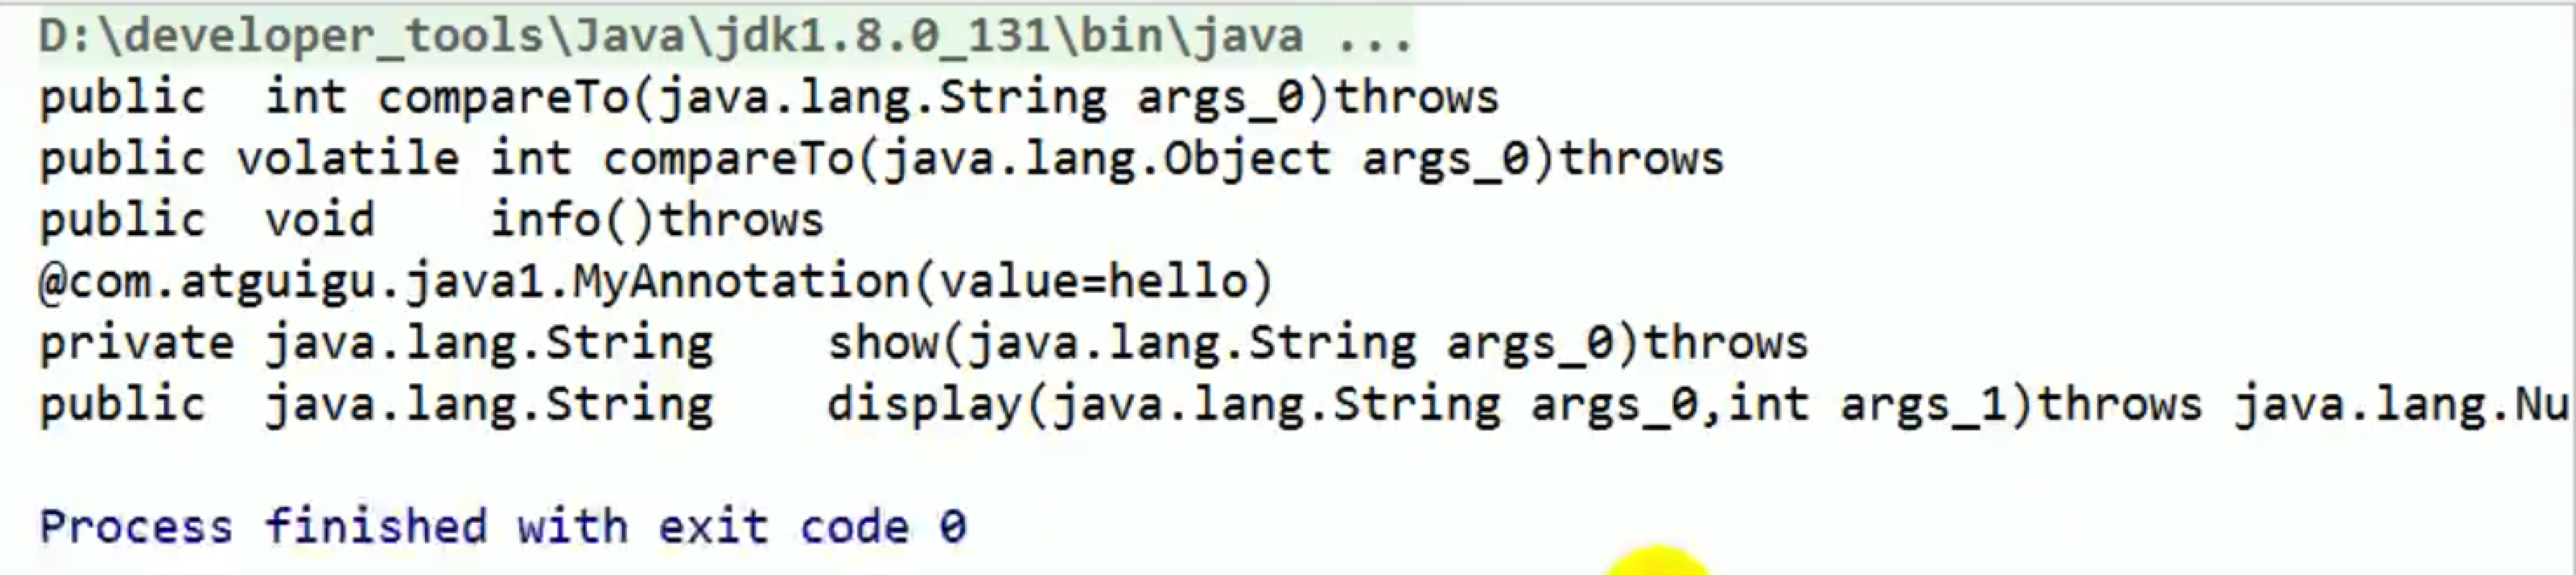 D:\developer_tools\Java\jdk1.8.0_131\bin\java ...
public  int compareTo(java.lang.String args_0)throws
public volatile int compareTo(java.lang.Object args_0)throws
public  void    info()throws
@com.atguigu.java1.MyAnnotation(value=hello)
private java.lang.String    show(java.lang.String args_0)throws
public  java.lang.String    display(java.lang.String args_0,int args_1)throws java.lang.Nu
Process finished with exit code 0